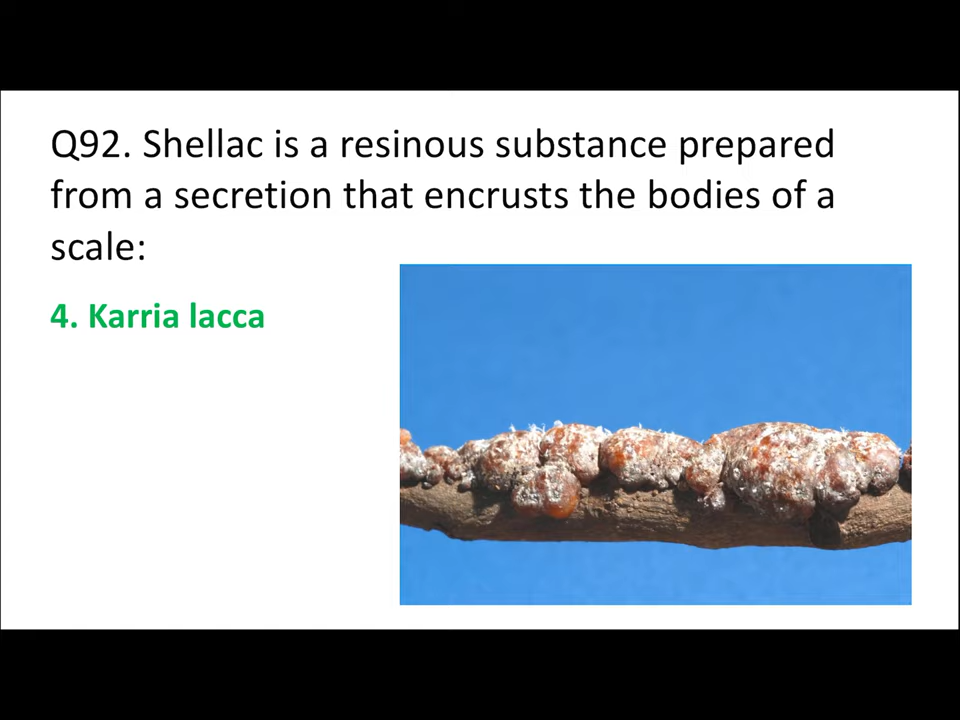 Q92. Shellac is a resinous substance prepared
from a secretion that encrusts the bodies of a
scale:
4. Karria lacca